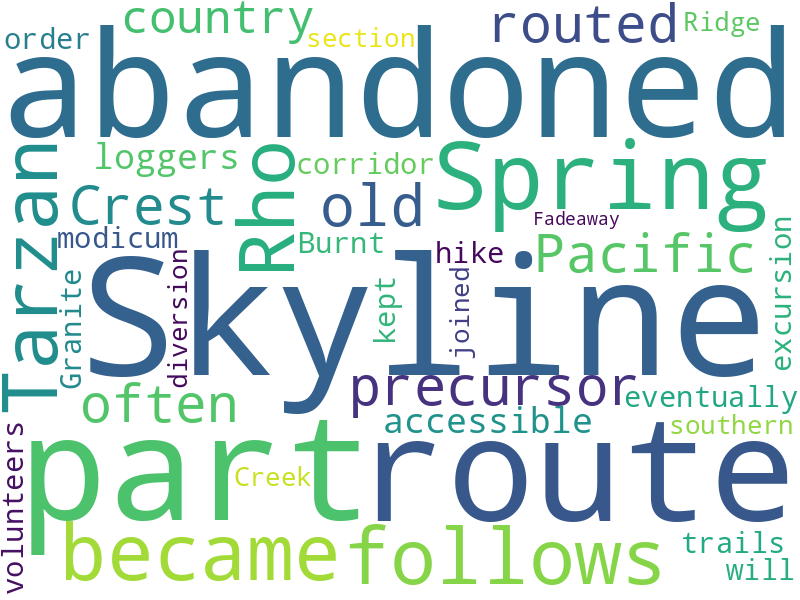 country
routed
Ridge
order
section
abandoned
loggers
corridor
Spring
Tarzan
Crest
Rho
old
Fadeaway
modicum
Burnt
hike
Pacific
excursion
Skyline
Granite
diversion
kept
joined
precursor
often
accessible
eventually
southern
part
route
volunteers
Creek
became
follows
trails
will